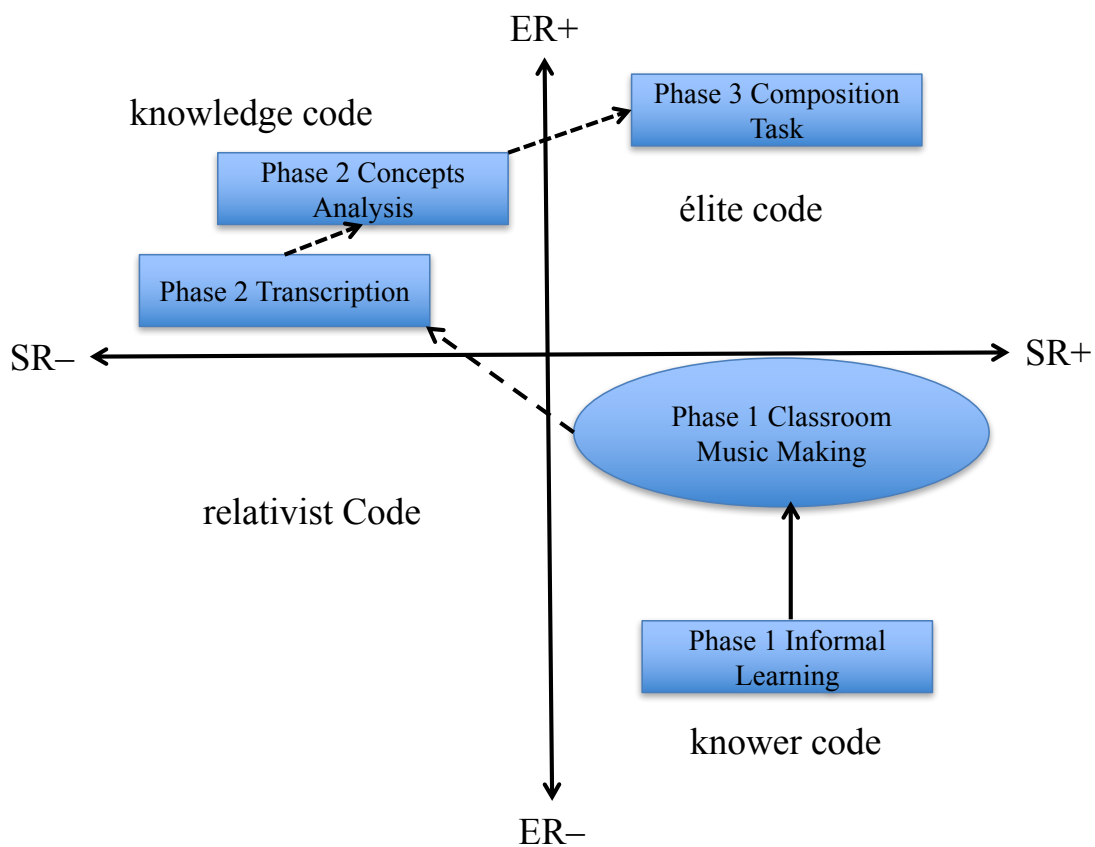 ER+
Phase 3 Composition
Task
knowledge code
Phase 2 Concepts
Analysis
élite code
Phase 2 Transcription
SR–
SR+
Phase 1 Classroom
Music Making
relativist Code
Phase 1 Informal
Learning
knower code
ER–